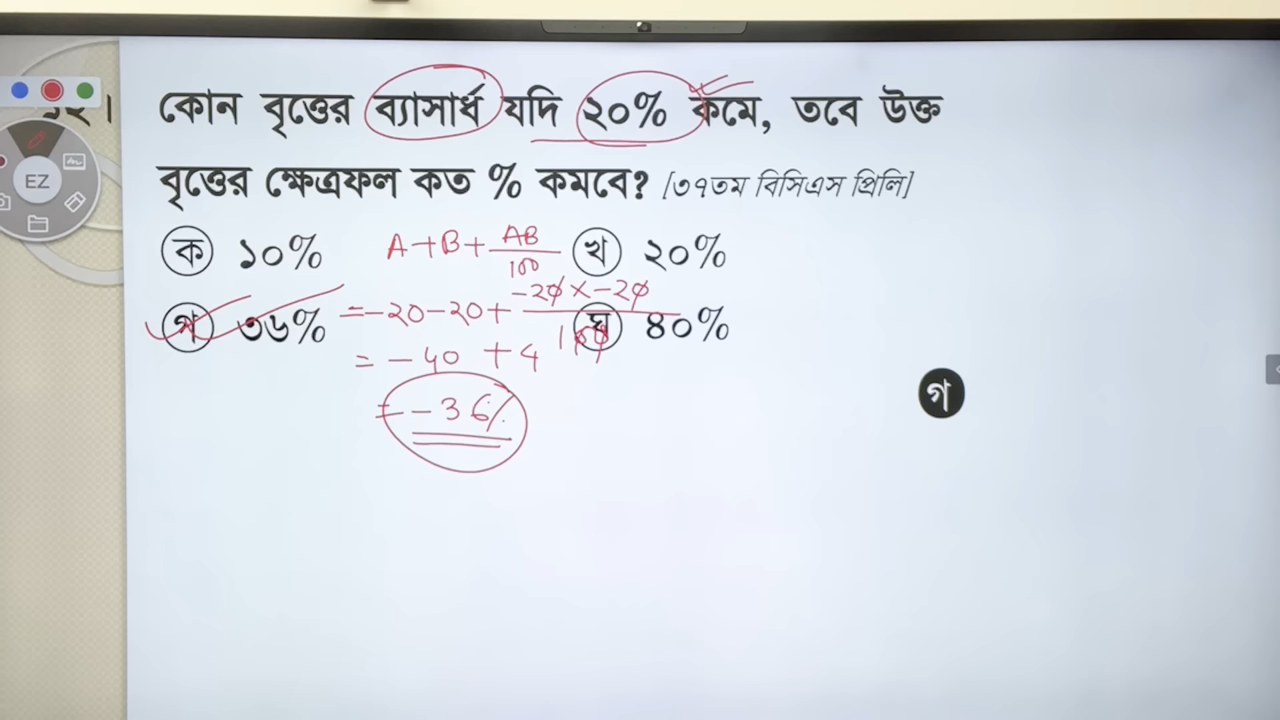 ১২। কোন বৃত্তের ব্যাসার্ধ যদি ২০% কমে, তবে উক্ত
বৃত্তের ক্ষেত্রফল কত % কমবে? [৩৭তম বিসিএস প্রিলি]
ক ১০% A+B+AB/100 খ ২০%
গ ৩৬% =-20-20+-20×-20/100 ঘ ৪০%
= -40 +4
= -36%
গ
EZ